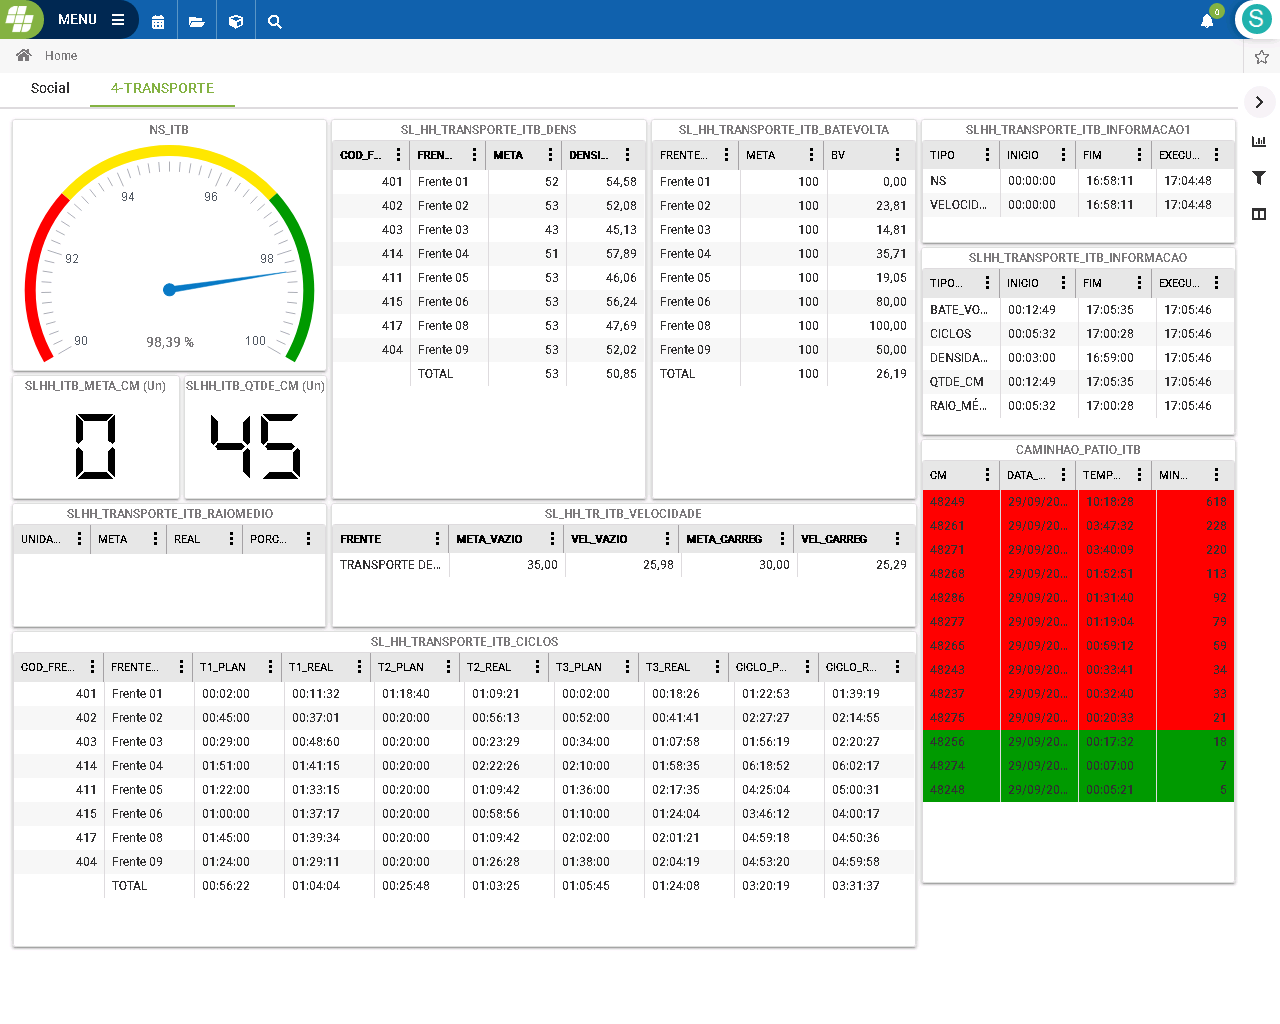 MENU
0
S
Home
Social
4-TRANSPORTE
NS_ITB
90
92
94
96
98
100
98,39 %
SLHH_ITB_META_CM (Un)
0
SLHH_ITB_QTDE_CM (Un)
45
SL_HH_TRANSPORTE_ITB_DENS
COD_F... FREN... META DENSI...
401 Frente 01 52 54,58
402 Frente 02 53 52,08
403 Frente 03 43 45,13
414 Frente 04 51 57,89
411 Frente 05 53 46,06
415 Frente 06 53 56,24
417 Frente 08 53 47,69
404 Frente 09 53 52,02
TOTAL 53 50,85
SL_HH_TRANSPORTE_ITB_BATEVOLTA
FRENTE... META BV
Frente 01 100 0,00
Frente 02 100 23,81
Frente 03 100 14,81
Frente 04 100 35,71
Frente 05 100 19,05
Frente 06 100 80,00
Frente 08 100 100,00
Frente 09 100 50,00
TOTAL 100 26,19
SLHH_TRANSPORTE_ITB_INFORMACAO1
TIPO INICIO FIM EXECU...
NS 00:00:00 16:58:11 17:04:48
VELOCID... 00:00:00 16:58:11 17:04:48
SLHH_TRANSPORTE_ITB_INFORMACAO
TIPO... INICIO FIM EXECU...
BATE_VO... 00:12:49 17:05:35 17:05:46
CICLOS 00:05:32 17:00:28 17:05:46
DENSIDA... 00:03:00 16:59:00 17:05:46
QTDE_CM 00:12:49 17:05:35 17:05:46
RAIO_MÉ... 00:05:32 17:00:28 17:05:46
SLHH_TRANSPORTE_ITB_RAIOMEDIO
UNIDA... META REAL PORC...
SL_HH_TR_ITB_VELOCIDADE
FRENTE META_VAZIO VEL_VAZIO META_CARREG VEL_CARREG
TRANSPORTE DE... 35,00 25,98 30,00 25,29
CAMINHAO_PATIO_ITB
CM DATA_... TEMP... MIN...
48249 29/09/20... 10:18:28 618
48261 29/09/20... 03:47:32 228
48271 29/09/20... 03:40:09 220
48268 29/09/20... 01:52:51 113
48286 29/09/20... 01:31:40 92
48277 29/09/20... 01:19:04 79
48265 29/09/20... 00:59:12 59
48243 29/09/20... 00:33:41 34
48237 29/09/20... 00:32:40 33
48275 29/09/20... 00:20:33 21
48256 29/09/20... 00:17:32 18
48274 29/09/20... 00:07:00 7
48248 29/09/20... 00:05:21 5
SL_HH_TRANSPORTE_ITB_CICLOS
COD_FRE... FRENTE... T1_PLAN T1_REAL T2_PLAN T2_REAL T3_PLAN T3_REAL CICLO_P... CICLO_R...
401 Frente 01 00:02:00 00:11:32 01:18:40 01:09:21 00:02:00 00:18:26 01:22:53 01:39:19
402 Frente 02 00:45:00 00:37:01 00:20:00 00:56:13 00:52:00 00:41:41 02:27:27 02:14:55
403 Frente 03 00:29:00 00:48:60 00:20:00 00:23:29 00:34:00 01:07:58 01:56:19 02:20:27
414 Frente 04 01:51:00 01:41:15 00:20:00 02:22:26 02:10:00 01:58:35 06:18:52 06:02:17
411 Frente 05 01:22:00 01:33:15 00:20:00 01:09:42 01:36:00 02:17:35 04:25:04 05:00:31
415 Frente 06 01:00:00 01:37:17 00:20:00 00:58:56 01:10:00 01:24:04 03:46:12 04:00:17
417 Frente 08 01:45:00 01:39:34 00:20:00 01:09:42 02:02:00 02:01:21 04:59:18 04:50:36
404 Frente 09 01:24:00 01:29:11 00:20:00 01:26:28 01:38:00 02:04:19 04:53:20 04:59:58
TOTAL 00:56:22 01:04:04 00:25:48 01:03:25 01:05:45 01:24:08 03:20:19 03:31:37